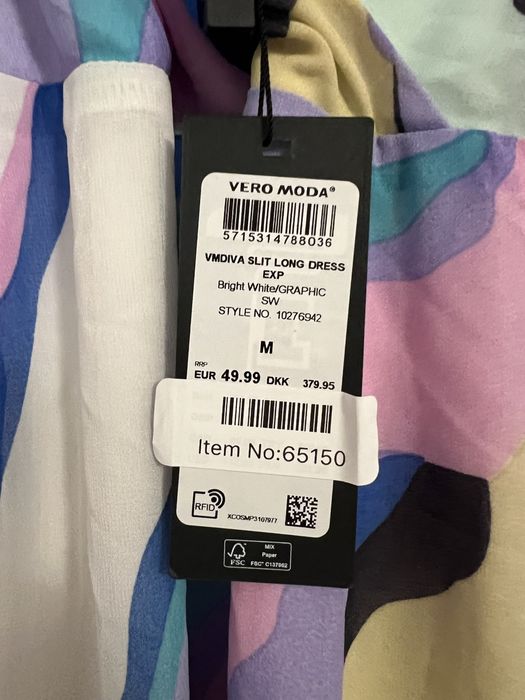 VERO MODA®
5715314788036
VMDIVA SLIT LONG DRESS
EXP
Bright White/GRAPHIC
SW
STYLE NO. 10276942
M
RRP
EUR 49.99 DKK 379.95
Item No:65150
RFID
XCOSMP3107977
FSC
MIX
Paper
FSC® C137962